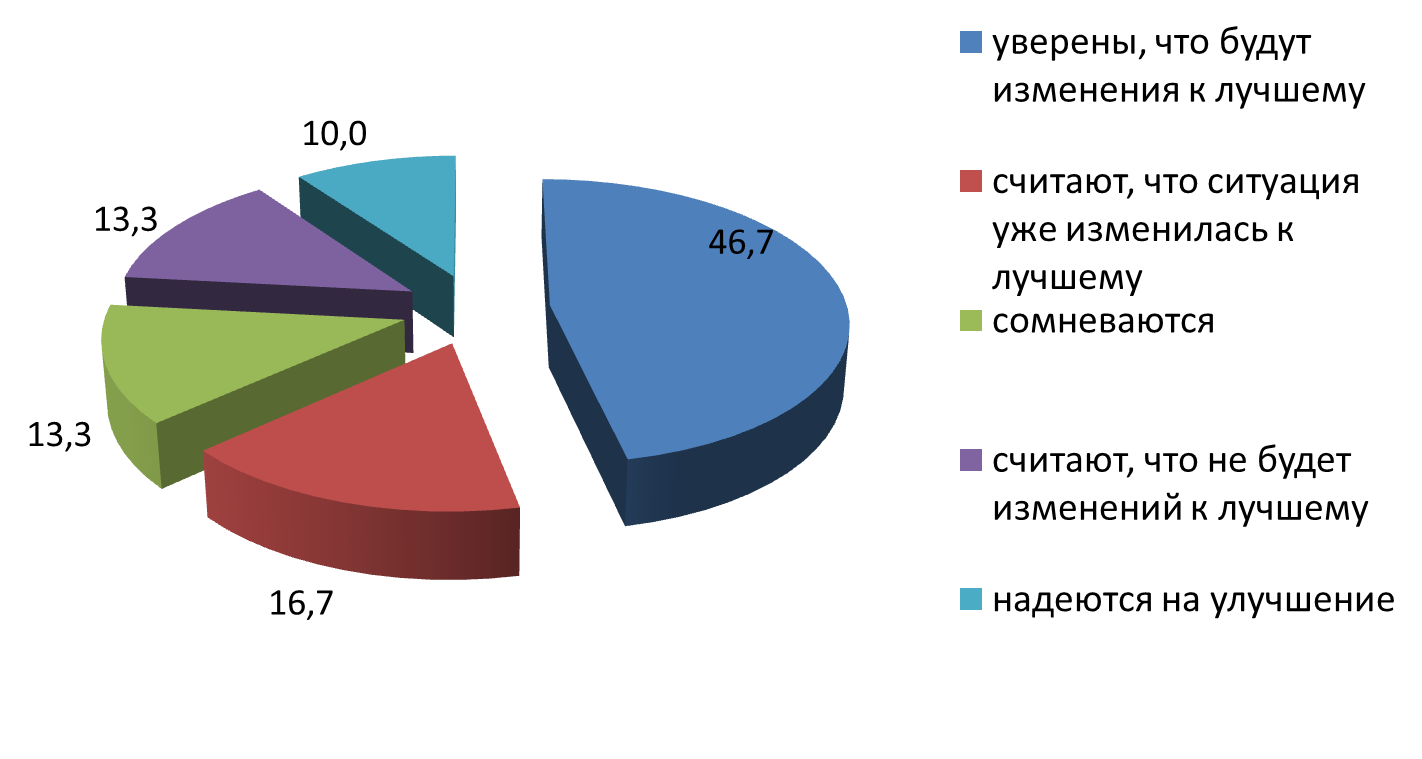 10,0
13,3
46,7
13,3
16,7
уверены, что будут
изменения к лучшему
считают, что ситуация
уже изменилась к
лучшему
сомневаются
считают, что не будет
изменений к лучшему
надеются на улучшение